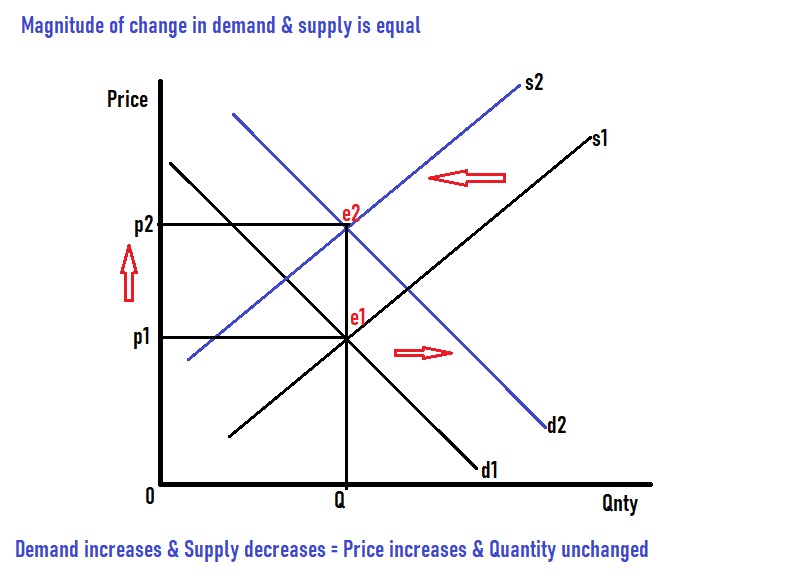 Magnitude of change in demand & supply is equal
Price
s2
s1
p2
e2
p1
e1
d2
d1
0
Q
Qnty
Demand increases & Supply decreases = Price increases & Quantity unchanged